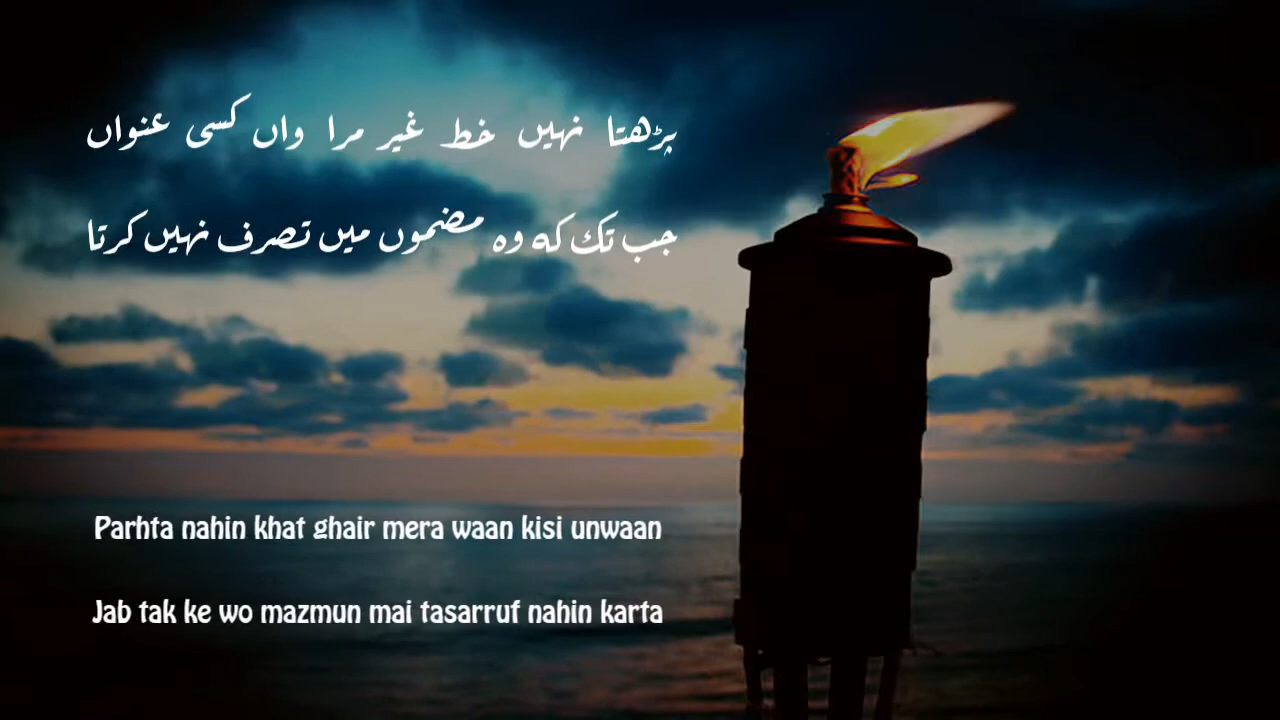 پڑھتا نہیں خط غیر مرا واں کسی عنواں
جب تک کہ وہ مضموں میں تصرف نہیں کرتا
Parhta nahin khat ghair mera waan kisi unwaan
Jab tak ke wo mazmun mai tasarruf nahin karta